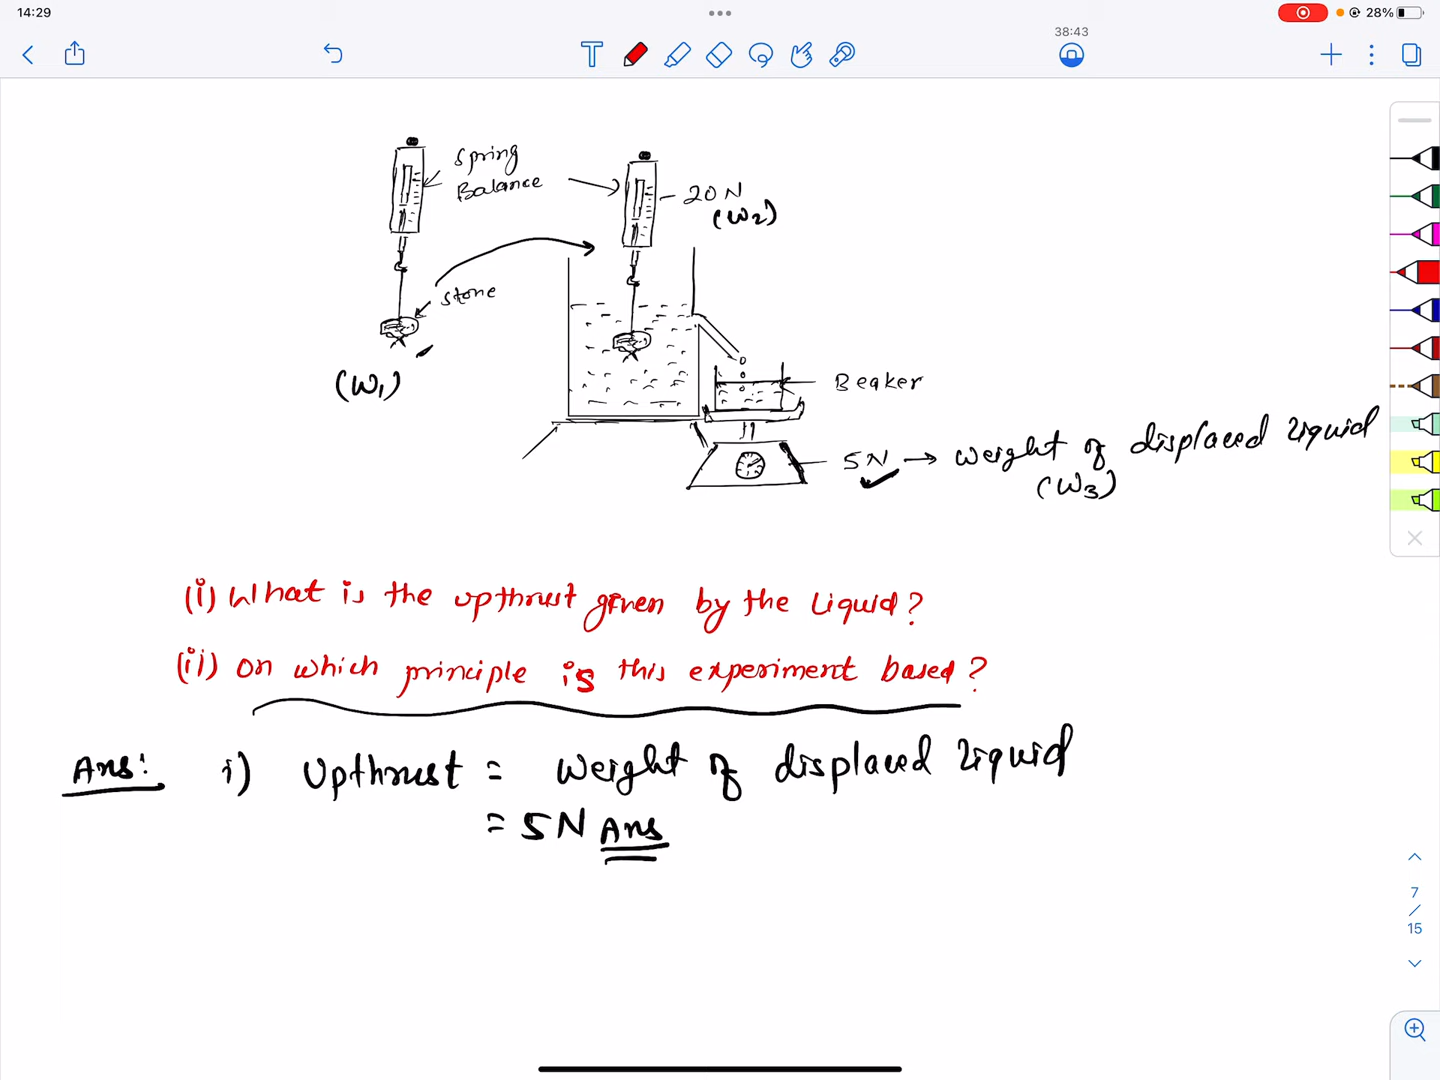 14:29
28%
38:43
Spring
Balance
20N
(W2)
Stone
(W1)
Beaker
5N → weight of displaced liquid
(W3)
(i) What is the upthrust given by the liquid?
(ii) On which principle is this experiment based?
Ans: i) Upthrust = weight of displaced liquid
= 5N Ans
7
/
15